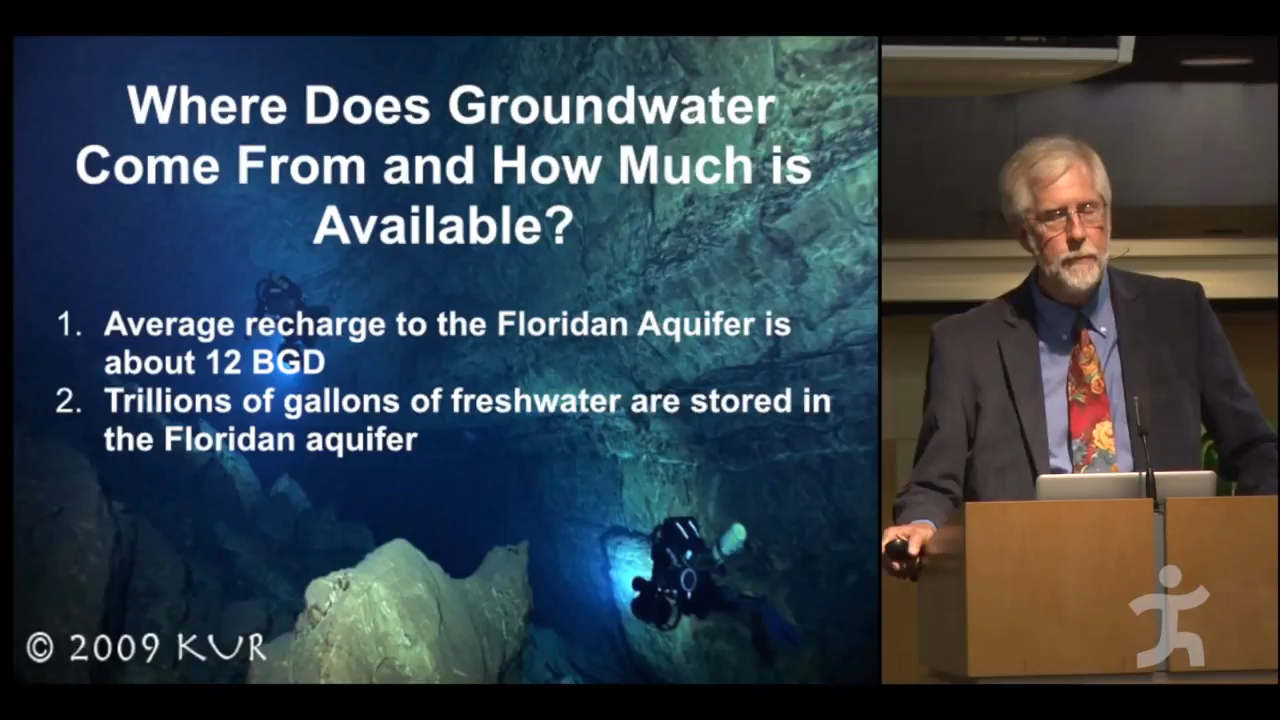 Where Does Groundwater
Come From and How Much is
Available?
1. Average recharge to the Floridan Aquifer is
about 12 BGD
2. Trillions of gallons of freshwater are stored in
the Floridan aquifer
© 2009 KUR